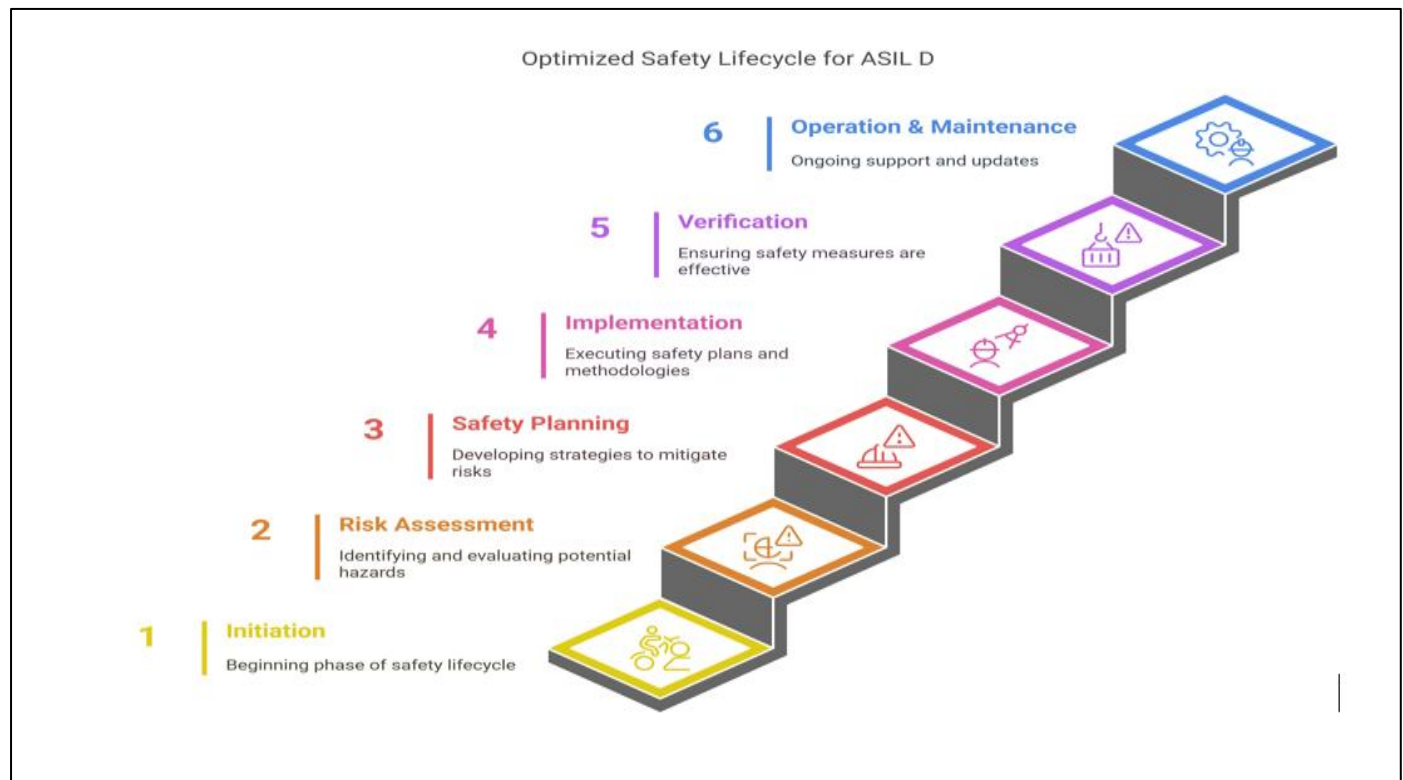 Optimized Safety Lifecycle for ASIL D
6
Operation & Maintenance
Ongoing support and updates
5
Verification
Ensuring safety measures are
effective
4
Implementation
Executing safety plans and
methodologies
3
Safety Planning
Developing strategies to mitigate
risks
2
Risk Assessment
Identifying and evaluating potential
hazards
1
Initiation
Beginning phase of safety lifecycle